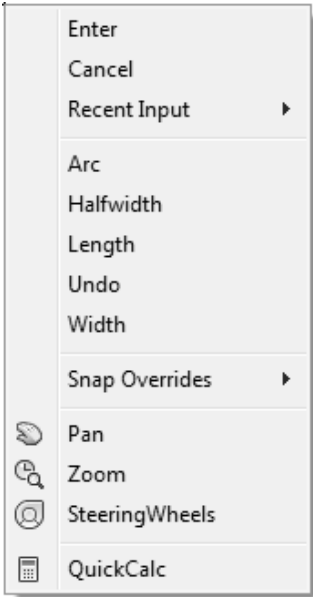 Enter
Cancel
Recent Input
Arc
Halfwidth
Length
Undo
Width
Snap Overrides
Pan
Zoom
SteeringWheels
QuickCalc